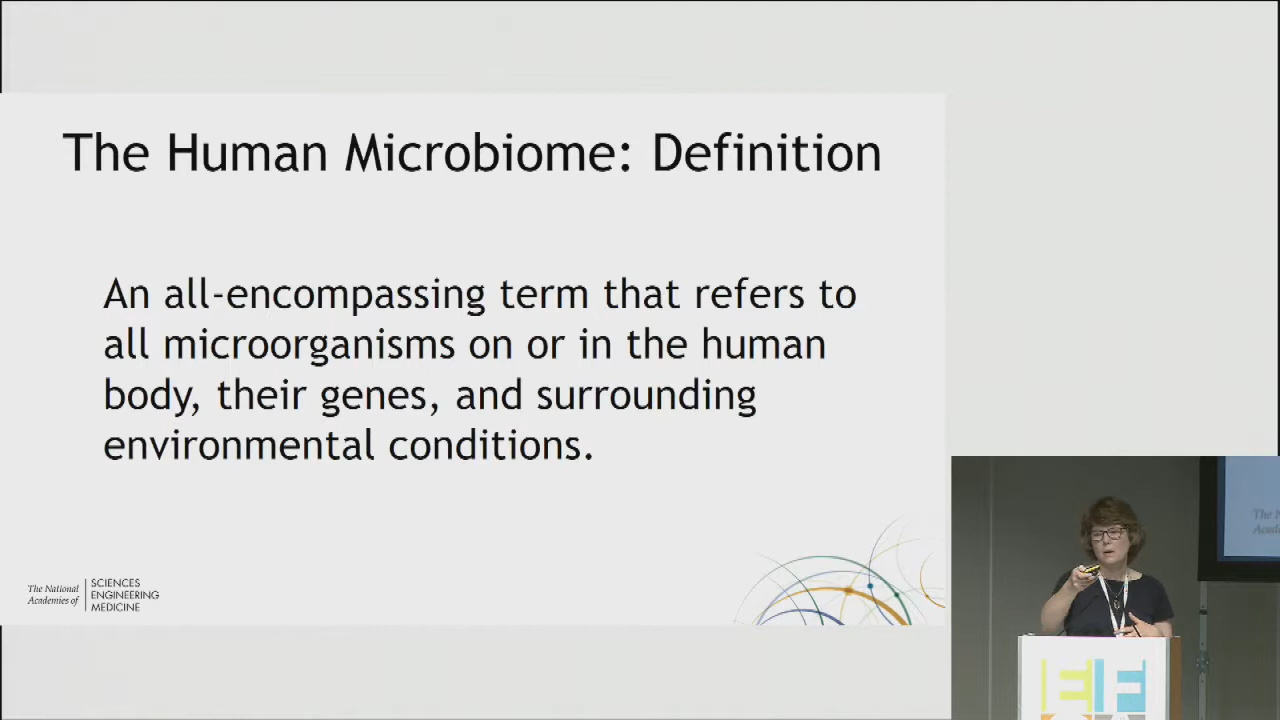 The Human Microbiome: Definition
An all-encompassing term that refers to
all microorganisms on or in the human
body, their genes, and surrounding
environmental conditions.
The National
Academies of
SCIENCES
ENGINEERING
MEDICINE